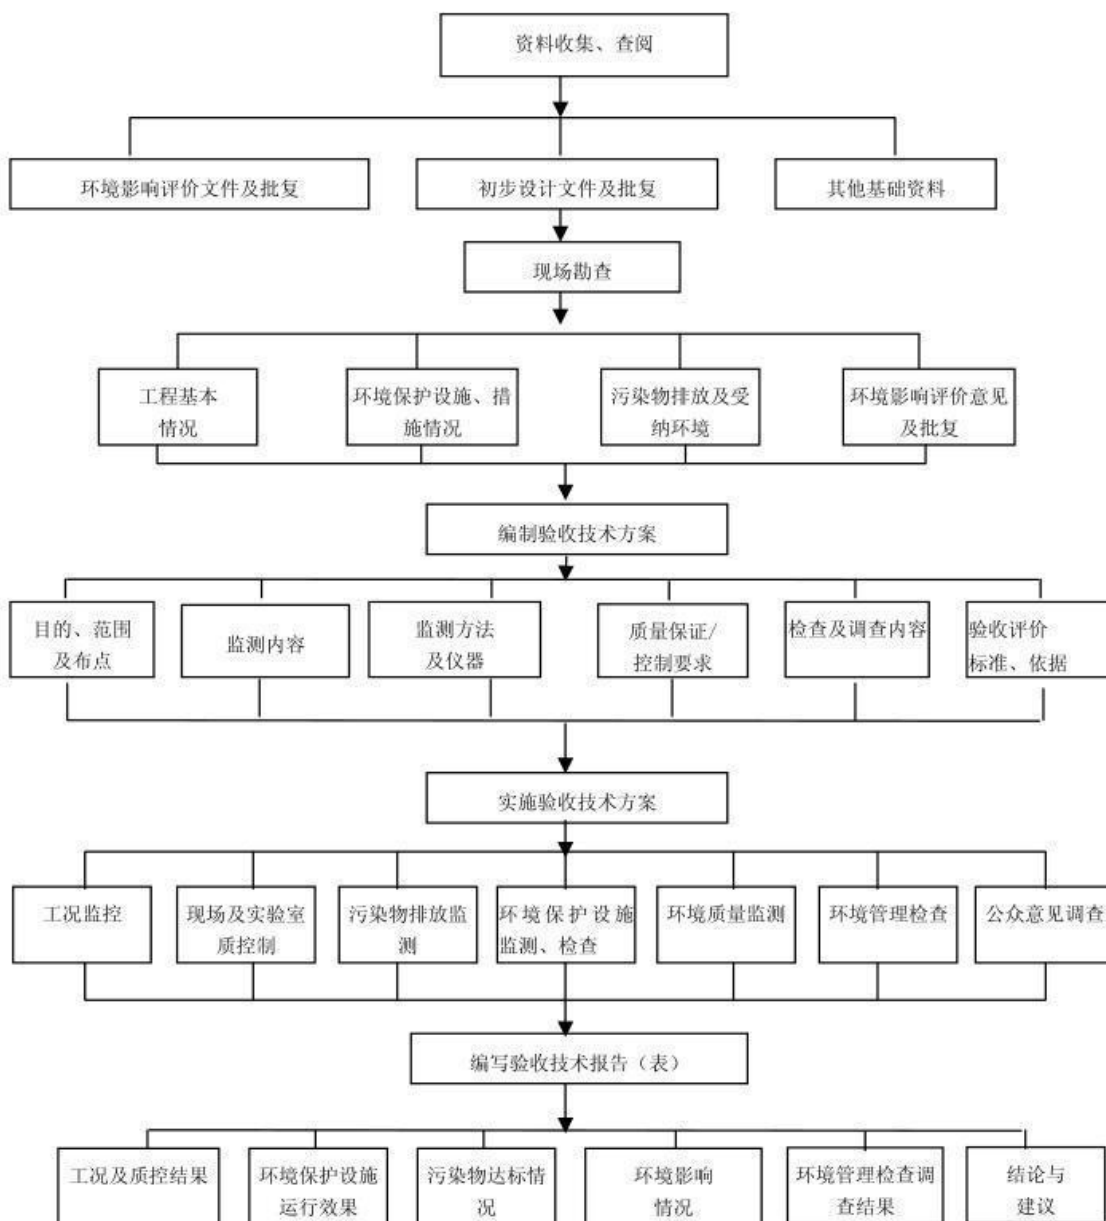 资料收集、查阅
环境影响评价文件及批复
初步设计文件及批复
其他基础资料
现场勘查
工程基本
情况
环境保护设施、措
施情况
污染物排放及受
纳环境
环境影响评价意见
及批复
编制验收技术方案
目的、范围
及布点
监测内容
监测方法
及仪器
质量保证/
控制要求
检查及调查内容
验收评价
标准、依据
实施验收技术方案
工况监控
现场及实验室
质控制
污染物排放监
测
环境保护设施
监测、检查
环境质量监测
环境管理检查
公众意见调查
编写验收技术报告（表）
工况及质控结果
环境保护设施
运行效果
污染物达标情
况
环境影响
情况
环境管理检查调
查结果
结论与
建议